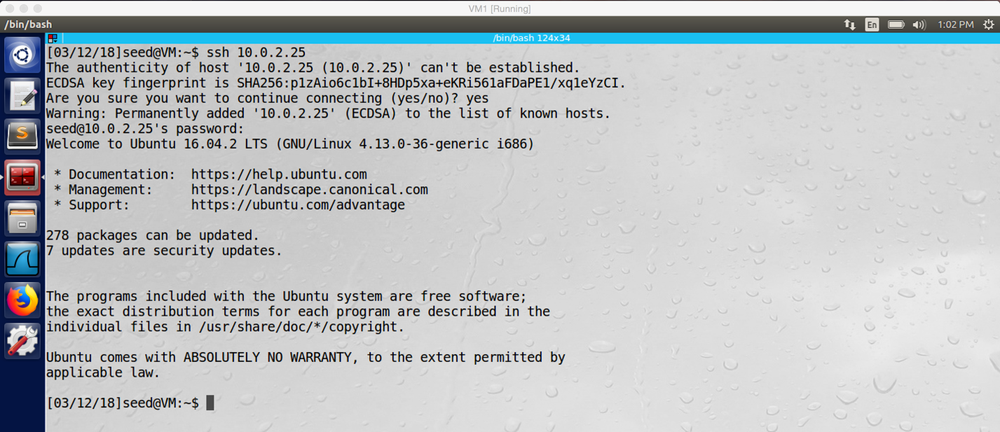 VM1 [Running]
/bin/bash
En
1:02 PM
/bin/bash 124x34
[03/12/18]seed@VM:~$ ssh 10.0.2.25
The authenticity of host '10.0.2.25 (10.0.2.25)' can't be established.
ECDSA key fingerprint is SHA256:p1zAio6c1bI+8HDp5xa+eKRi561aFDaPE1/xq1eYzCI.
Are you sure you want to continue connecting (yes/no)? yes
Warning: Permanently added '10.0.2.25' (ECDSA) to the list of known hosts.
seed@10.0.2.25's password:
Welcome to Ubuntu 16.04.2 LTS (GNU/Linux 4.13.0-36-generic i686)
* Documentation:  https://help.ubuntu.com
* Management:     https://landscape.canonical.com
* Support:        https://ubuntu.com/advantage
278 packages can be updated.
7 updates are security updates.
The programs included with the Ubuntu system are free software;
the exact distribution terms for each program are described in the
individual files in /usr/share/doc/*/copyright.
Ubuntu comes with ABSOLUTELY NO WARRANTY, to the extent permitted by
applicable law.
[03/12/18]seed@VM:~$